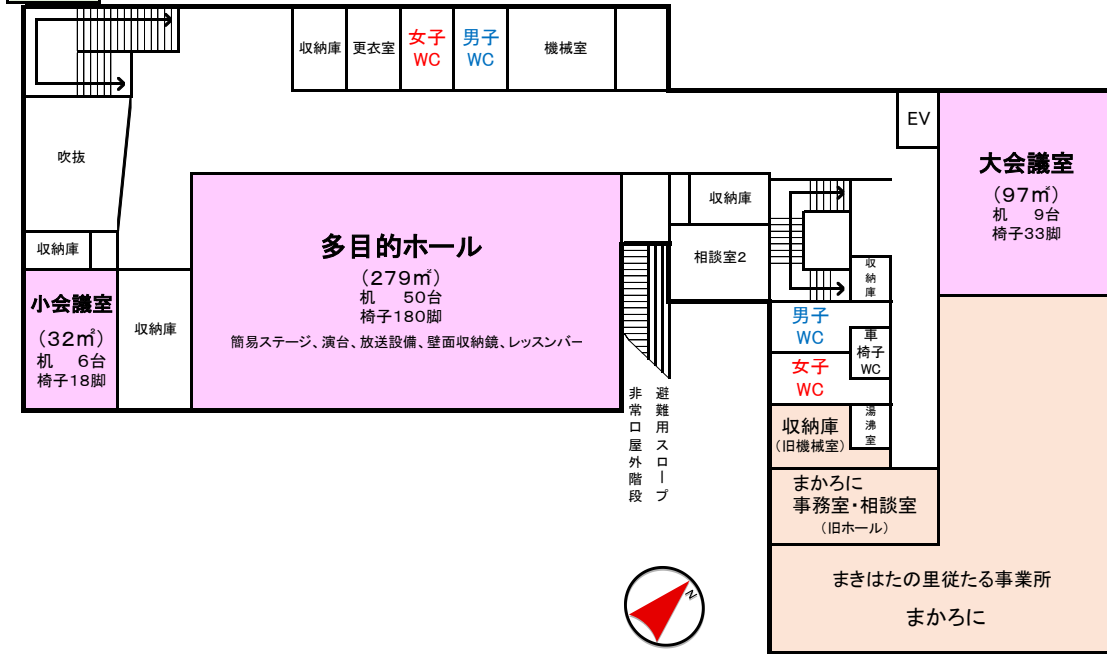 収納庫
更衣室
女子
WC
男子
WC
機械室
EV
吹抜
大会議室
(97㎡)
机　9台
椅子33脚
収納庫
収納庫
多目的ホール
(279㎡)
机　50台
椅子180脚
簡易ステージ、演台、放送設備、壁面収納鏡、レッスンバー
相談室2
収納庫
小会議室
(32㎡)
机　6台
椅子18脚
収納庫
男子
WC
車椅子
WC
女子
WC
非常口屋外階段
避難用スロープ
収納庫
(旧機械室)
湯沸室
まかろに
事務室・相談室
(旧ホール)
まきはたの里従たる事業所
まかろに
N